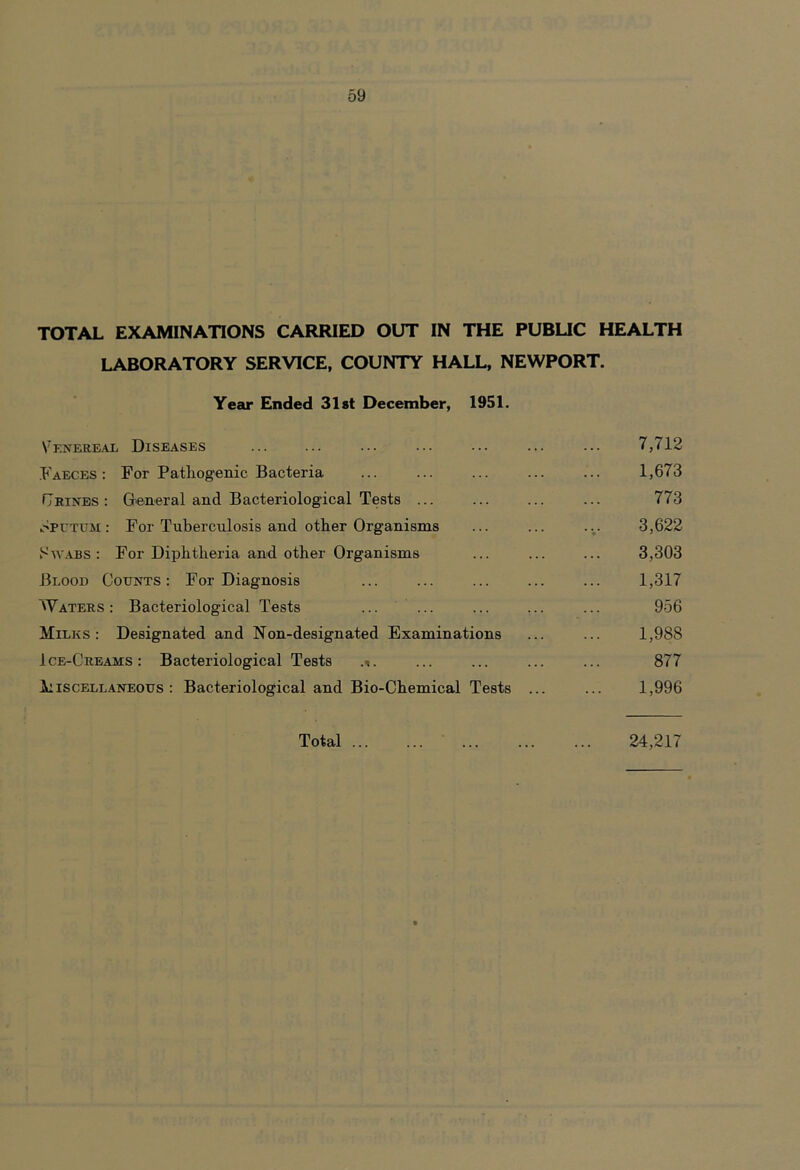 59
TOTAL EXAMINATIONS CARRIED OUT IN THE PUBLIC HEALTH
LABORATORY SERVICE, COUNTY HALL, NEWPORT.
Year Ended 31st December, 1951.
Venereal Diseases ... ... ... ... ... ... ... 7,712
Faeces : For Pathogenic Bacteria ... ... ... ... ... 1,673
Urines : General and Bacteriological Tests ... ... ... ... 773
Sputum : For Tuberculosis and other Organisms ... ... ... 3,622
Swabs : For Diphtheria and other Organisms ... ... ... 3,303
Blood Counts : For Diagnosis ... ... ... ... ... 1,317
Waters : Bacteriological Tests ... ... ... ... ... 956
Milks : Designated and Non-designated Examinations ... ... 1,988
Ice-Creams : Bacteriological Tests ... ... ... ... ... 877
Miscellaneous : Bacteriological and Bio-Chemical Tests ... ... 1,996
Total ... ... ... ... ... 24,217